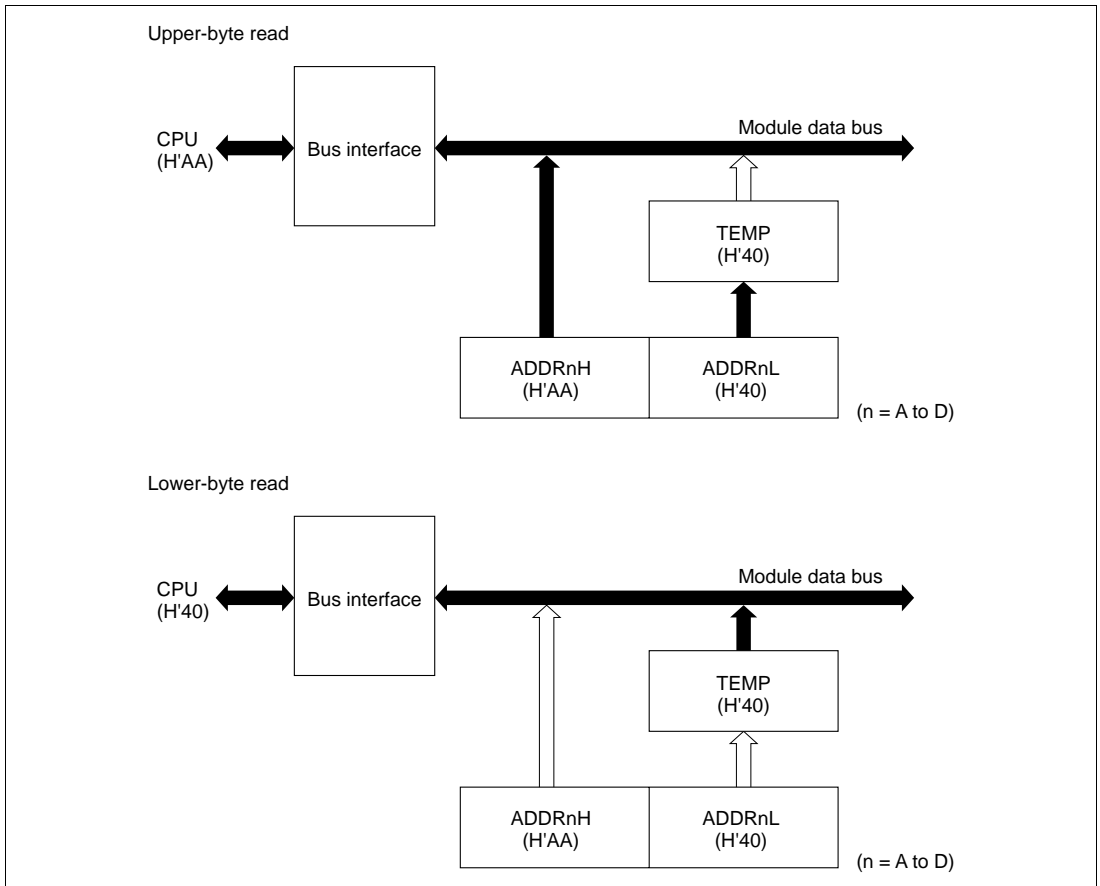 Upper-byte read
CPU
(H'AA)
Bus interface
Module data bus
TEMP
(H'40)
ADDRnH
(H'AA)
ADDRnL
(H'40)
(n = A to D)
Lower-byte read
CPU
(H'40)
Bus interface
Module data bus
TEMP
(H'40)
ADDRnH
(H'AA)
ADDRnL
(H'40)
(n = A to D)